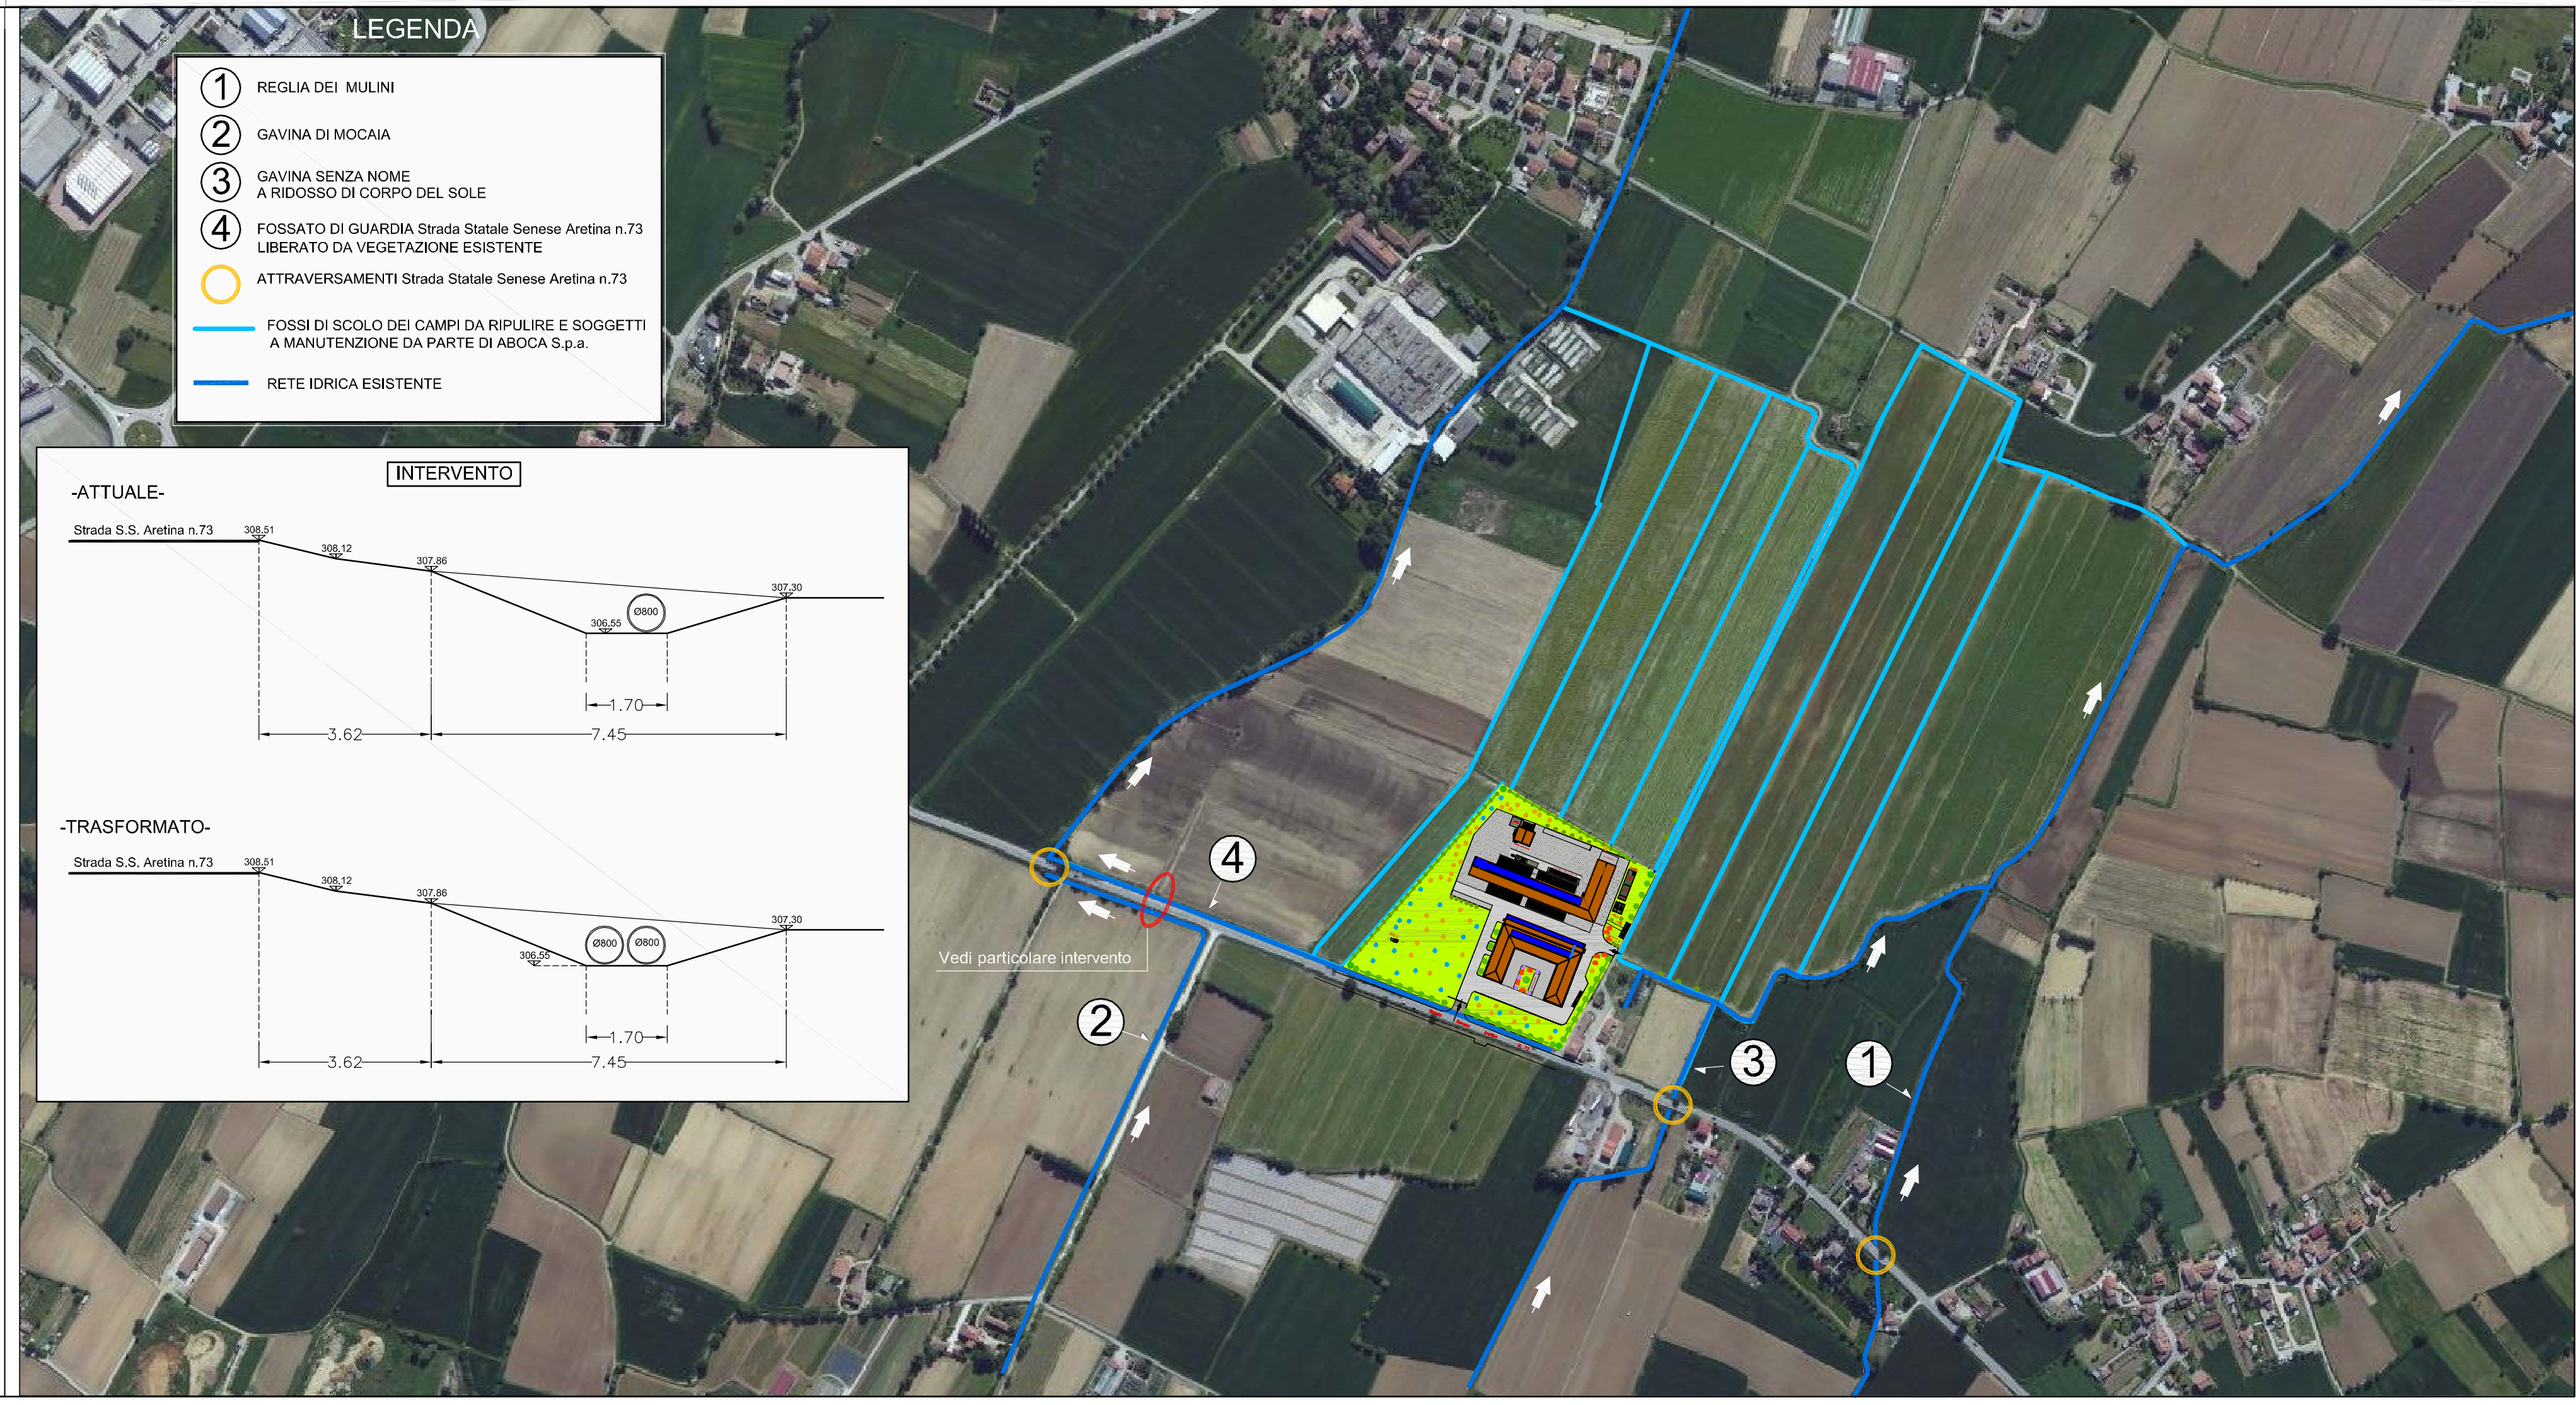 LEGENDA
1 REGLIA DEI MULINI
2 GAVINA DI MOCAIA
3 GAVINA SENZA NOME
A RIDOSSO DI CORPO DEL SOLE
4 FOSSATO DI GUARDIA Strada Statale Senese Aretina n.73
LIBERATO DA VEGETAZIONE ESISTENTE
ATTRAVERSAMENTI Strada Statale Senese Aretina n.73
FOSSI DI SCOLO DEI CAMPI DA RIPULIRE E SOGGETTI
A MANUTENZIONE DA PARTE DI ABOCA S.p.a.
RETE IDRICA ESISTENTE
INTERVENTO
-ATTUALE-
Strada S.S. Aretina n.73
308.51
308.12
307.86
307.30
Ø800
306.55
1.70
3.62
7.45
-TRASFORMATO-
Strada S.S. Aretina n.73
308.51
308.12
307.86
307.30
Ø800
Ø800
306.55
1.70
3.62
7.45
4
Vedi particolare intervento
2
3
1